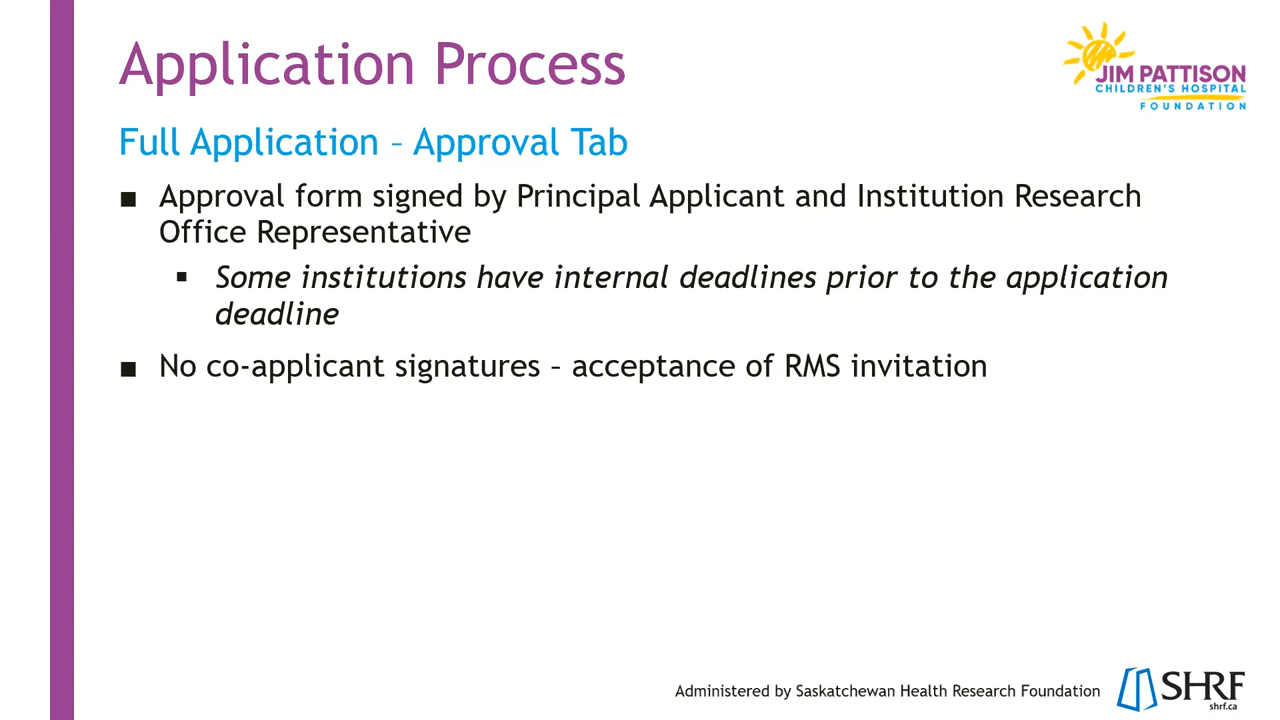 Application Process
JIM PATTISON
CHILDREN'S HOSPITAL
FOUNDATION
Full Application – Approval Tab
■ Approval form signed by Principal Applicant and Institution Research
Office Representative
▪ Some institutions have internal deadlines prior to the application
deadline
■ No co-applicant signatures – acceptance of RMS invitation
Administered by Saskatchewan Health Research Foundation
SHRF
shrf.ca